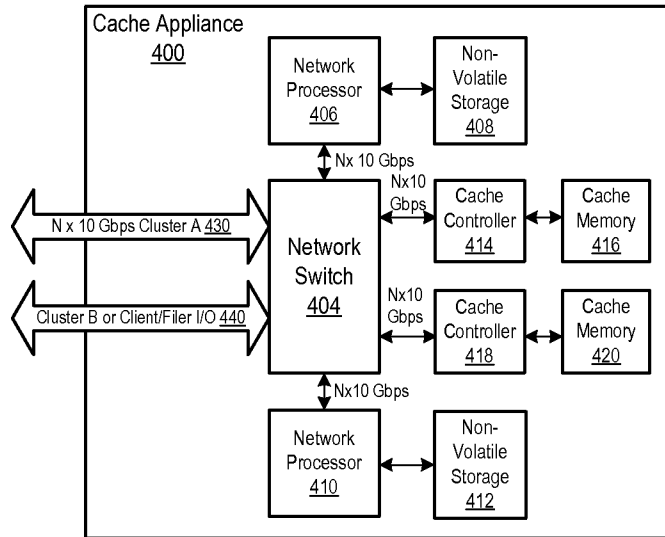 Cache Appliance
400
Network
Processor
406
Non-
Volatile
Storage
408
Nx 10 Gbps
N x 10 Gbps Cluster A 430
Cluster B or Client/Filer I/O 440
Network
Switch
404
Nx10
Gbps
Cache
Controller
414
Cache
Memory
416
Nx10
Gbps
Cache
Controller
418
Cache
Memory
420
Nx10 Gbps
Network
Processor
410
Non-
Volatile
Storage
412